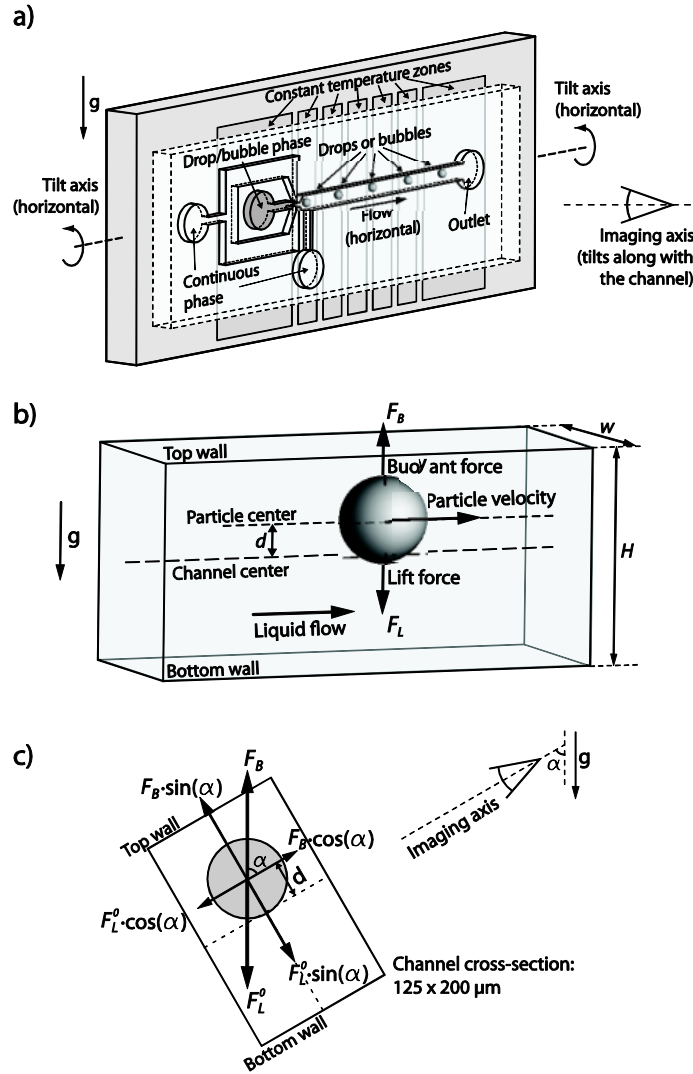 a)
g
Constant temperature zones
Tilt axis
(horizontal)
Drop/bubble phase
Drops or bubbles
Tilt axis
(horizontal)
Flow
(horizontal)
Outlet
Imaging axis
(tilts along with
the channel)
Continuous
phase
b)
F_B
w
Top wall
Buoyant force
Particle velocity
Particle center
g
d
H
Channel center
Lift force
Liquid flow
F_L
Bottom wall
c)
F_B
g
α
F_B·sin(α)
Imaging axis
Top wall
F_B·cos(α)
α
d
F_L^0·cos(α)
F_L^0·sin(α)
Channel cross-section:
125 x 200 µm
F_L^0
Bottom wall